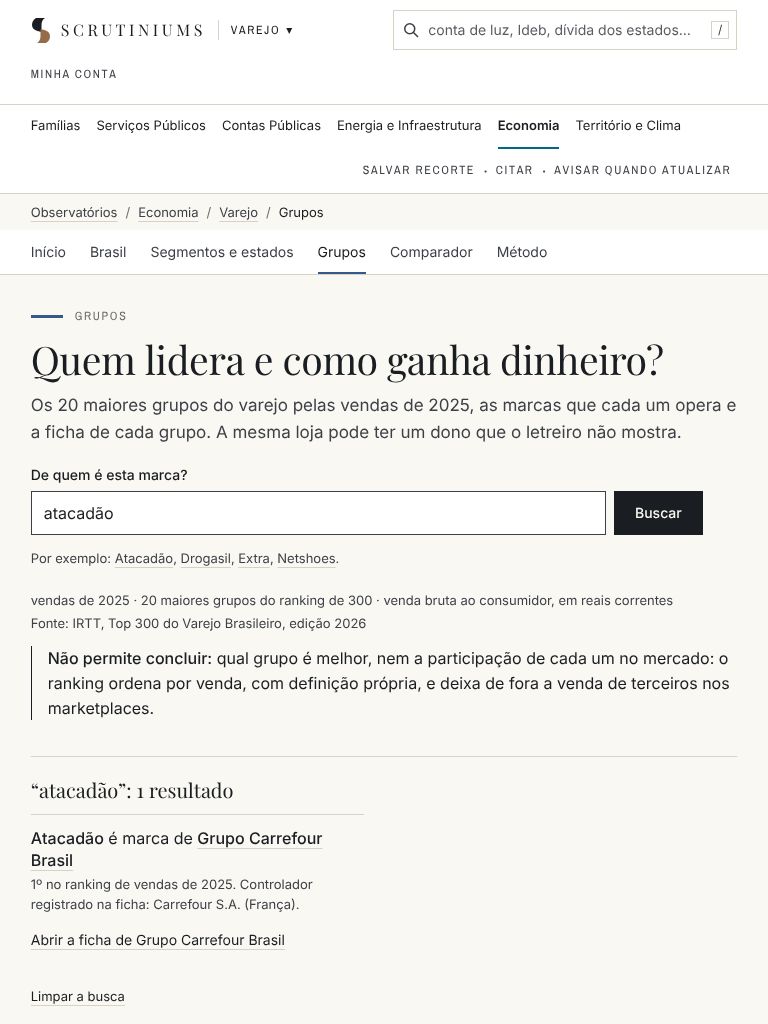 SCRUTINIUMS
VAREJO ▼
conta de luz, Ideb, dívida dos estados...
/
MINHA CONTA
Famílias Serviços Públicos Contas Públicas Energia e Infraestrutura Economia Território e Clima
SALVAR RECORTE • CITAR • AVISAR QUANDO ATUALIZAR
Observatórios / Economia / Varejo / Grupos
Início Brasil Segmentos e estados Grupos Comparador Método
GRUPOS
Quem lidera e como ganha dinheiro?
Os 20 maiores grupos do varejo pelas vendas de 2025, as marcas que cada um opera e
a ficha de cada grupo. A mesma loja pode ter um dono que o letreiro não mostra.
De quem é esta marca?
atacadão
Buscar
Por exemplo: Atacadão, Drogasil, Extra, Netshoes.
vendas de 2025 · 20 maiores grupos do ranking de 300 · venda bruta ao consumidor, em reais correntes
Fonte: IRTT, Top 300 do Varejo Brasileiro, edição 2026
Não permite concluir: qual grupo é melhor, nem a participação de cada um no mercado: o
ranking ordena por venda, com definição própria, e deixa de fora a venda de terceiros nos
marketplaces.
“atacadão”: 1 resultado
Atacadão é marca de Grupo Carrefour
Brasil
1º no ranking de vendas de 2025. Controlador
registrado na ficha: Carrefour S.A. (França).
Abrir a ficha de Grupo Carrefour Brasil
Limpar a busca